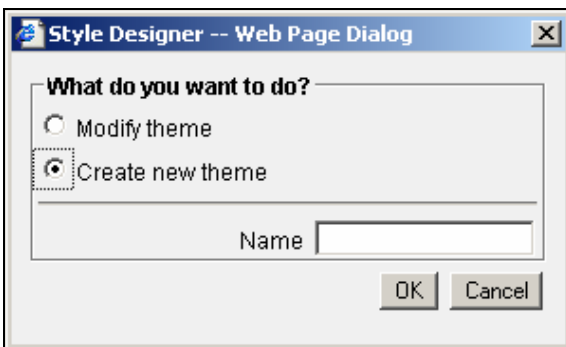 Style Designer -- Web Page Dialog
What do you want to do?
Modify theme
Create new theme
Name
OK Cancel